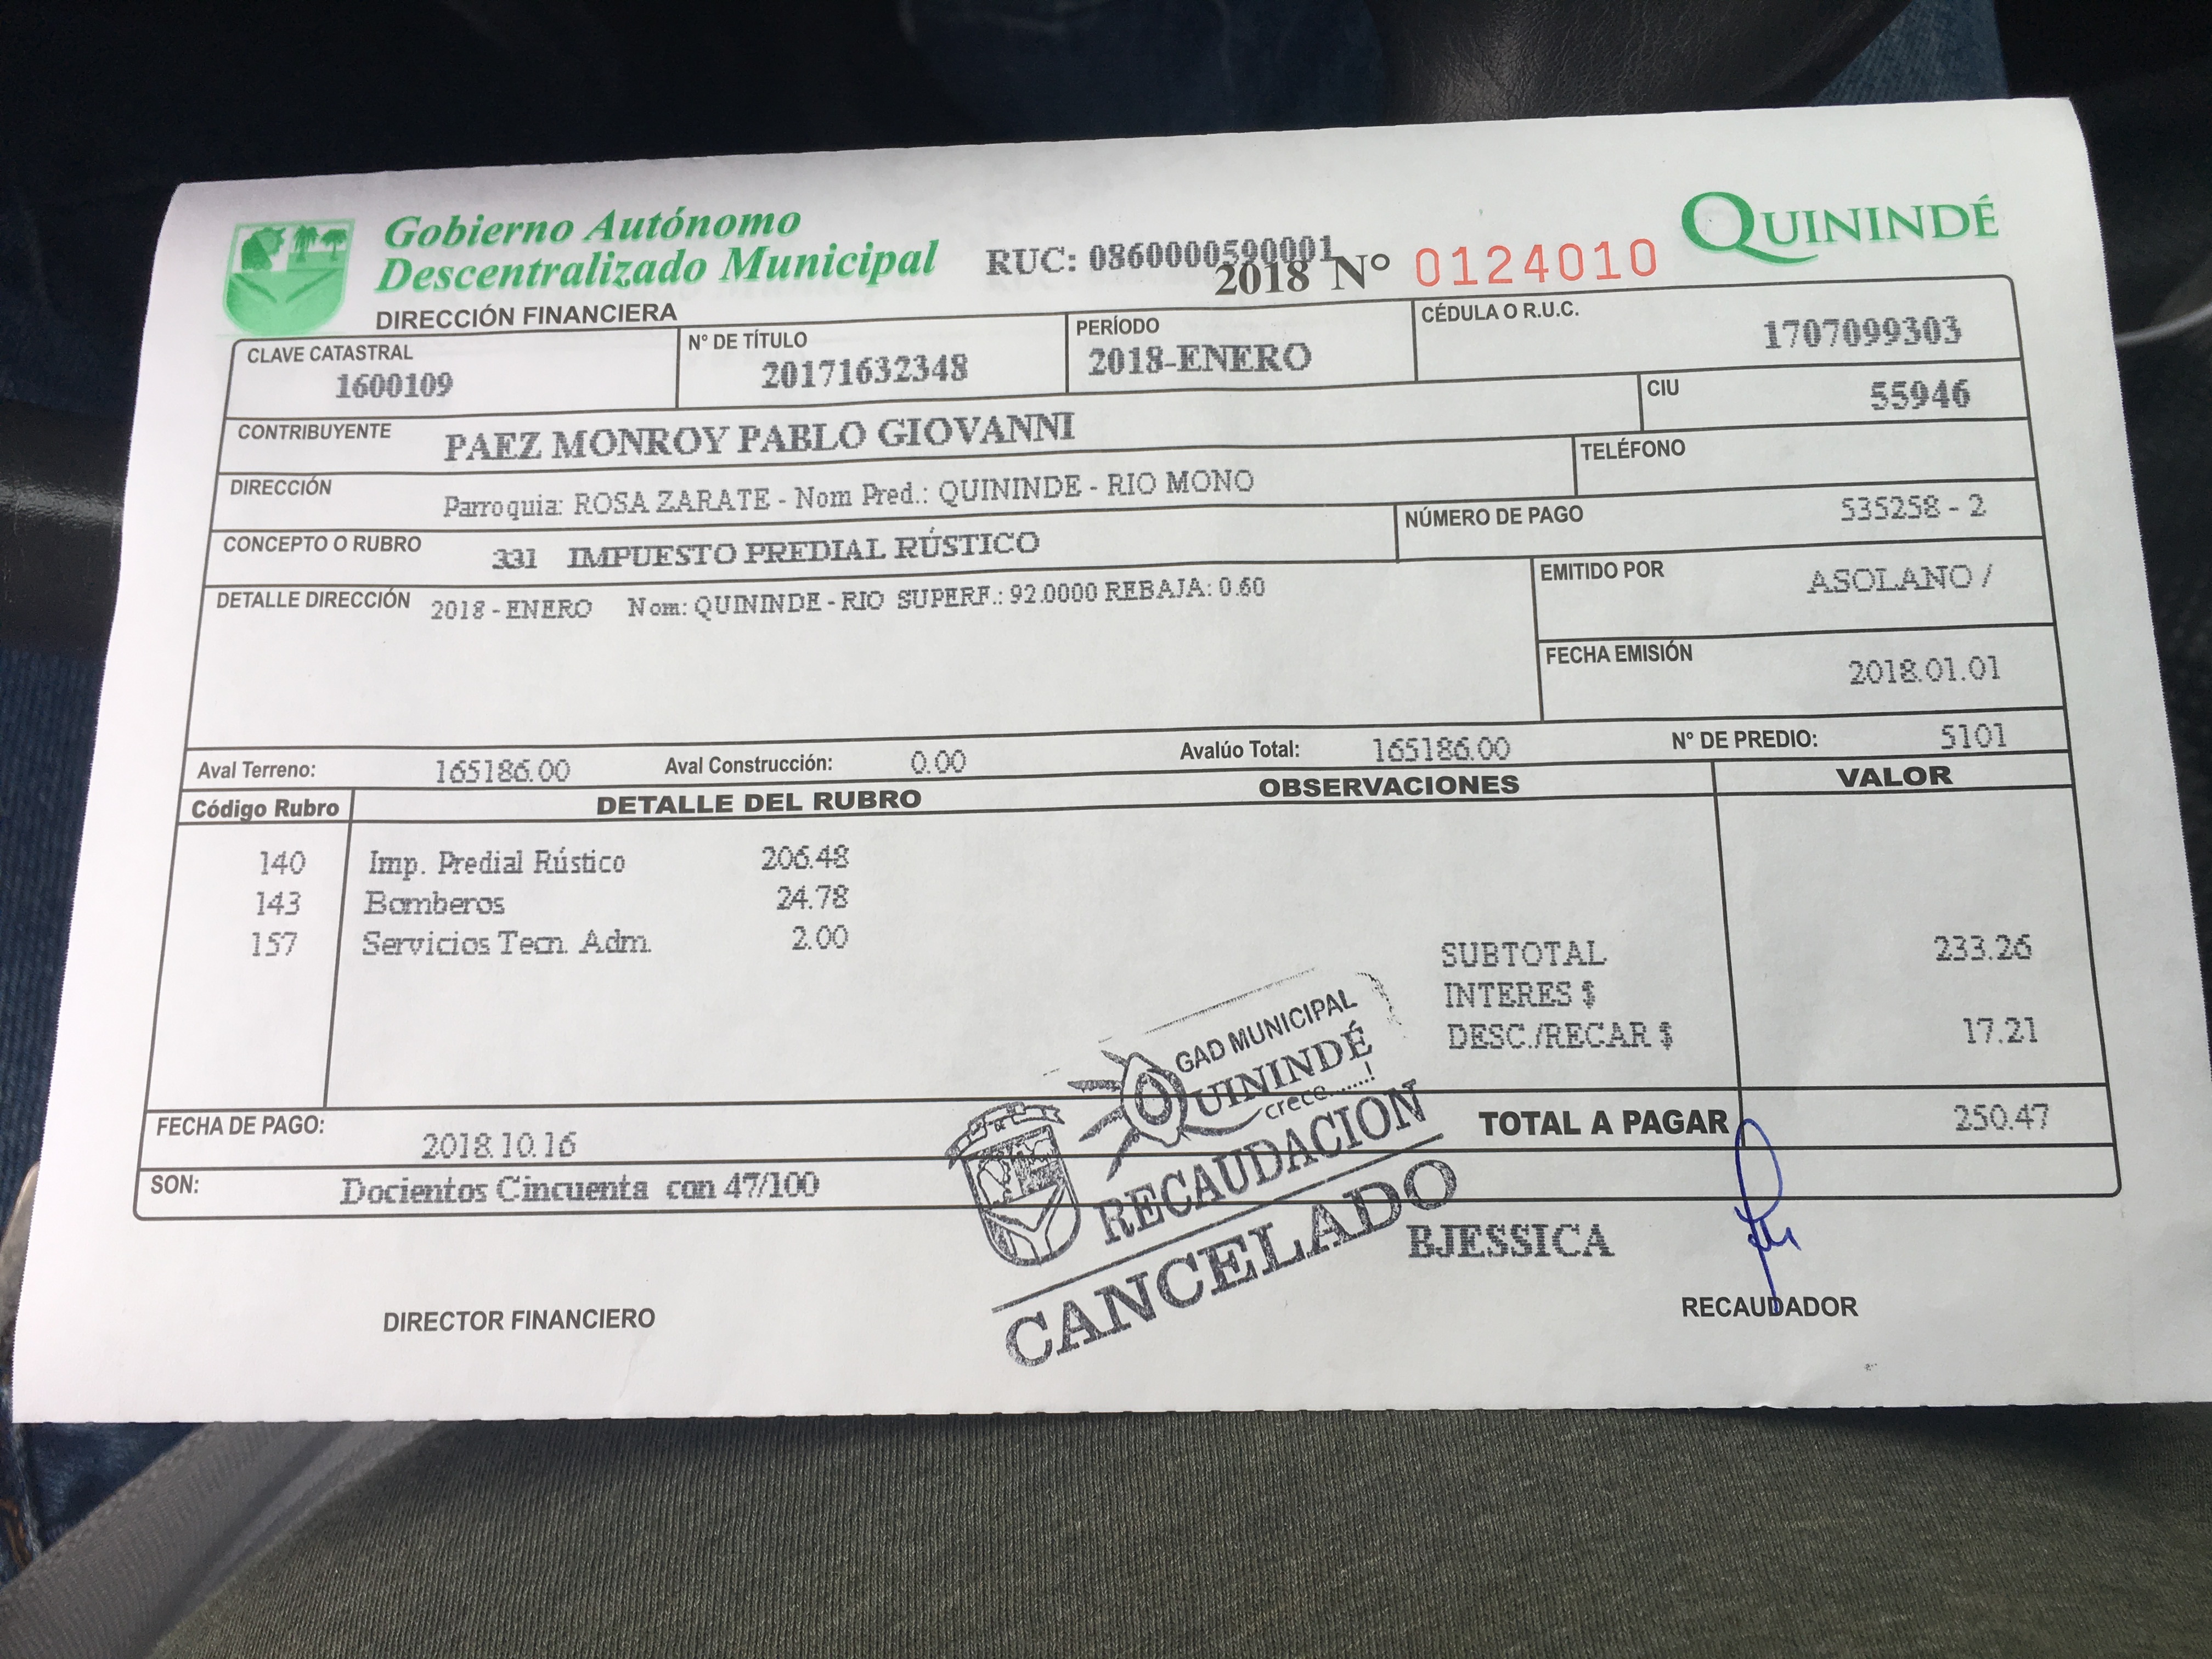 Gobierno Autónomo
Descentralizado Municipal
RUC: 0860000590001
2018 Nº 0124010
QUININDÉ
DIRECCIÓN FINANCIERA
CLAVE CATASTRAL
1600109
N° DE TÍTULO
20171632348
PERÍODO
2018-ENERO
CÉDULA O R.U.C.
1707099303
CONTRIBUYENTE PAEZ MONROY PABLO GIOVANNI
CIU 55946
DIRECCIÓN Parroquia: ROSA ZARATE - Nom Pred.: QUININDE - RIO MONO
TELÉFONO
CONCEPTO O RUBRO 331 IMPUESTO PREDIAL RÚSTICO
NÚMERO DE PAGO 535258 - 2
DETALLE DIRECCIÓN 2018 - ENERO Nom: QUININDE - RIO SUPERF.: 92.0000 REBAJA: 0.60
EMITIDO POR ASOLANO /
FECHA EMISIÓN 2018.01.01
Aval Terreno: 165186.00 Aval Construcción: 0.00 Avalúo Total: 165186.00 N° DE PREDIO: 5101
Código Rubro DETALLE DEL RUBRO OBSERVACIONES VALOR
140 Imp. Predial Rústico 206.48
143 Bomberos 24.78
157 Servicios Tecn. Adm. 2.00
SUBTOTAL 233.26
INTERES $
DESC./RECAR $ 17.21
GAD MUNICIPAL
QUININDÉ
crece......!
RECAUDACION
CANCELADO
TOTAL A PAGAR 250.47
FECHA DE PAGO: 2018.10.16
SON: Docientos Cincuenta con 47/100
BJESSICA
DIRECTOR FINANCIERO
RECAUDADOR